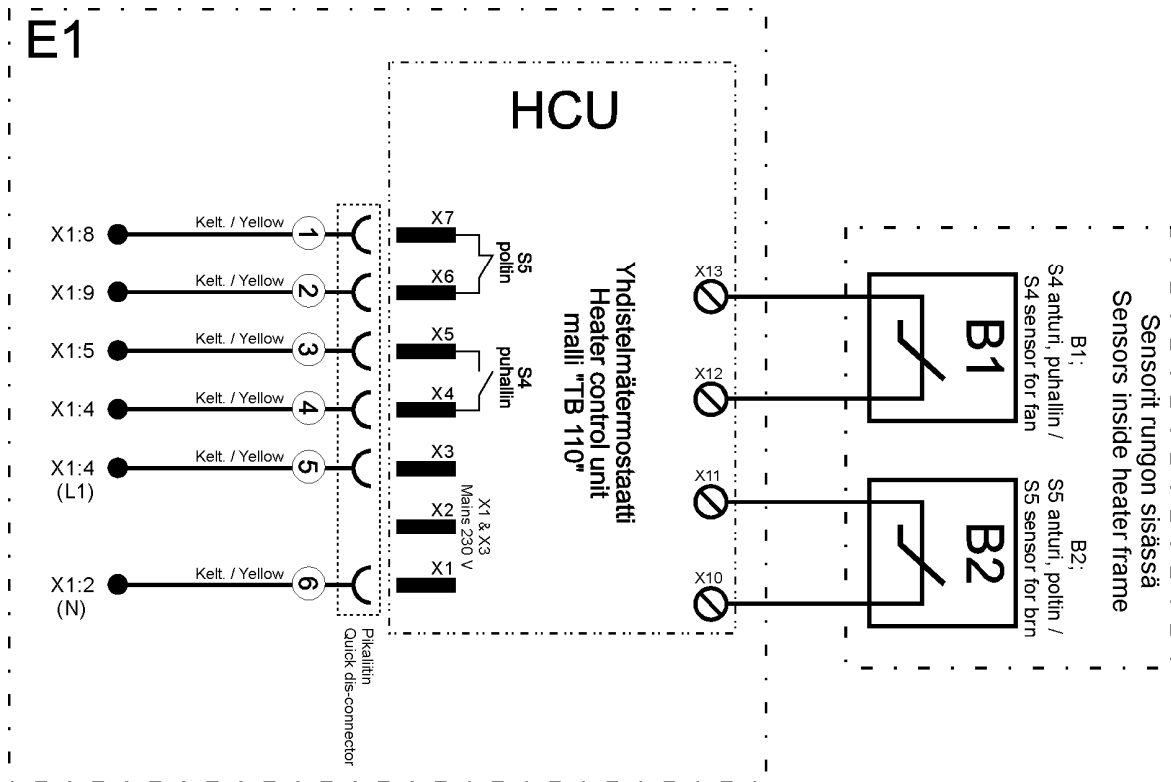 E1
HCU
X1:8
Kelt. / Yellow
1
X7
X1:9
Kelt. / Yellow
2
X6
S5
poltin
X1:5
Kelt. / Yellow
3
X5
X1:4
Kelt. / Yellow
4
X4
S4
puhallin
X1:4
(L1)
Kelt. / Yellow
5
X3
X2
X1 & X3
Mains 230 V
X1:2
(N)
Kelt. / Yellow
6
X1
Pikaliitin
Quick dis-connector
Yhdistelmätermostaatti
Heater control unit
malli "TB 110"
X13
X12
X11
X10
B1
B1;
S4 anturi, puhallin /
S4 sensor for fan
B2
B2;
S5 anturi, poltin /
S5 sensor for brn
Sensorit rungon sisässä
Sensors inside heater frame